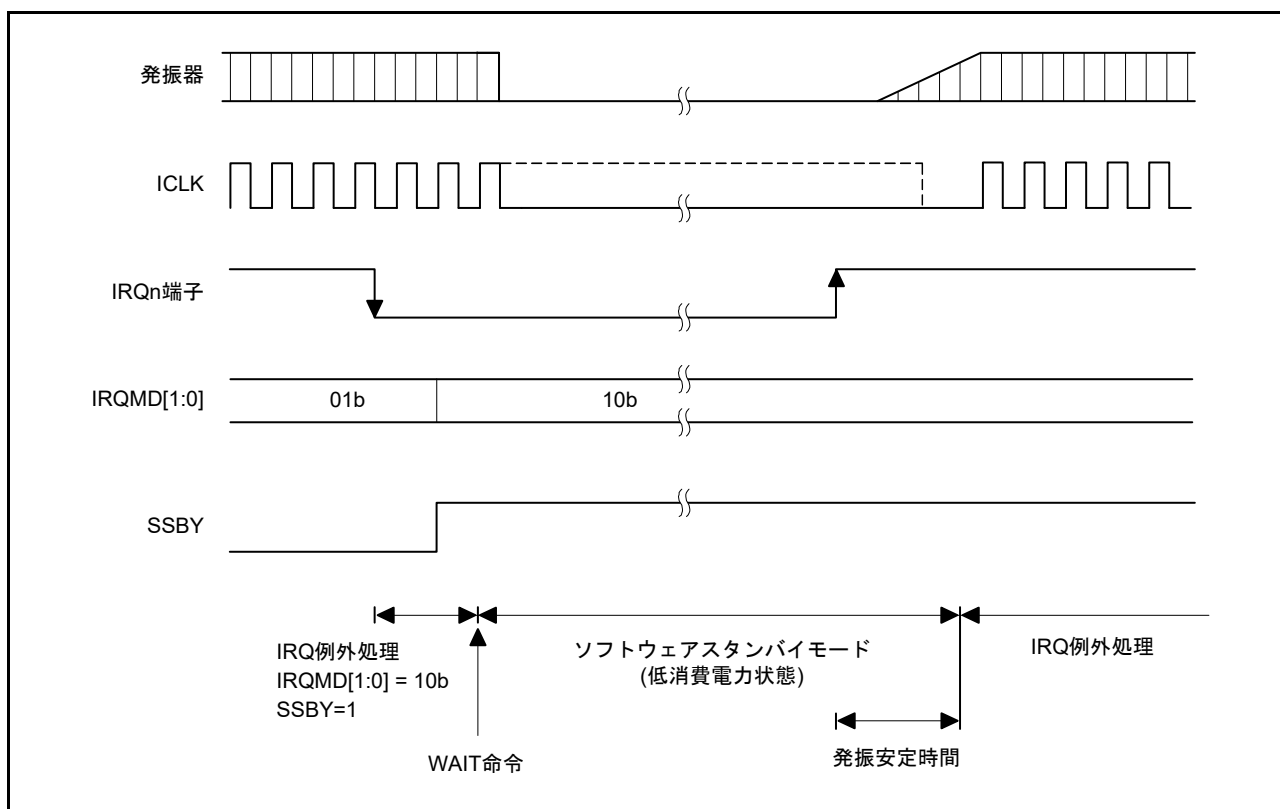 発振器
ICLK
IRQn端子
IRQMD[1:0]
01b
10b
SSBY
IRQ例外処理
IRQMD[1:0] = 10b
SSBY=1
WAIT命令
ソフトウェアスタンバイモード
(低消費電力状態)
発振安定時間
IRQ例外処理